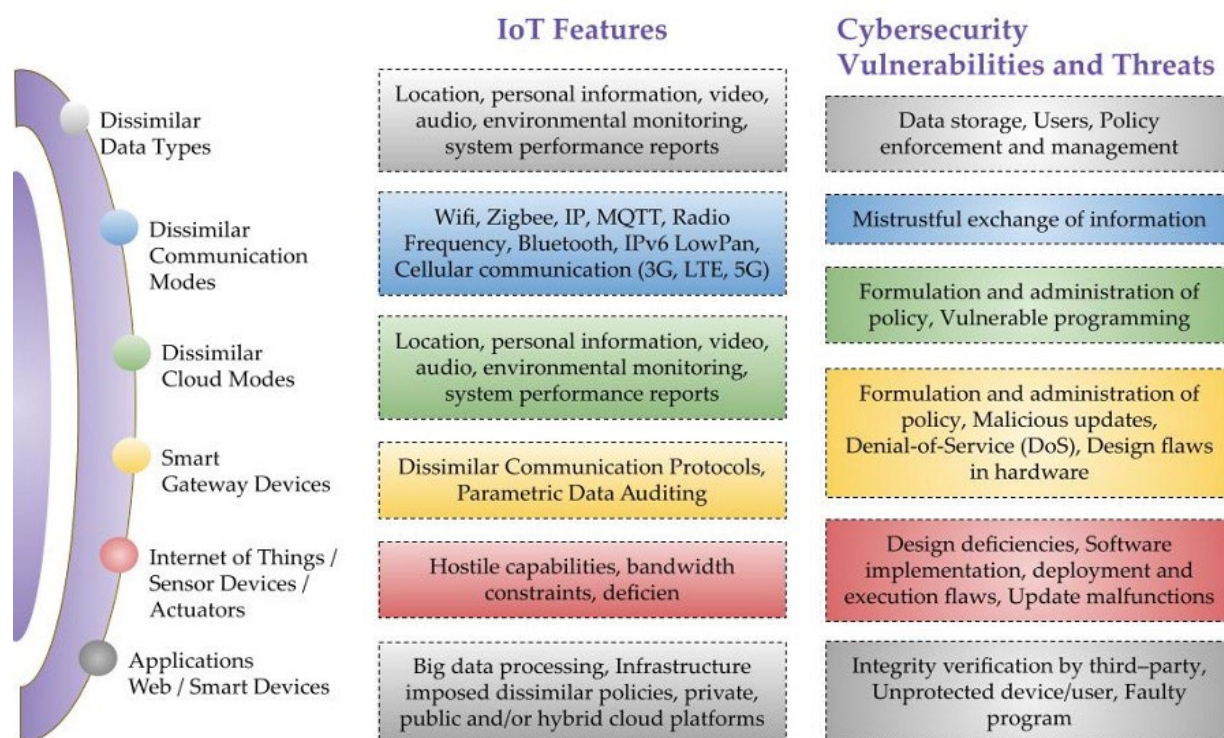 IoT Features
Cybersecurity
Vulnerabilities and Threats
Dissimilar
Data Types
Location, personal information, video,
audio, environmental monitoring,
system performance reports
Data storage, Users, Policy
enforcement and management
Dissimilar
Communication
Modes
Wifi, Zigbee, IP, MQTT, Radio
Frequency, Bluetooth, IPv6 LowPan,
Cellular communication (3G, LTE, 5G)
Mistrustful exchange of information
Dissimilar
Cloud Modes
Location, personal information, video,
audio, environmental monitoring,
system performance reports
Formulation and administration of
policy, Vulnerable programming
Smart
Gateway Devices
Dissimilar Communication Protocols,
Parametric Data Auditing
Formulation and administration of
policy, Malicious updates,
Denial-of-Service (DoS), Design flaws
in hardware
Internet of Things /
Sensor Devices /
Actuators
Hostile capabilities, bandwidth
constraints, deficien
Design deficiencies, Software
implementation, deployment and
execution flaws, Update malfunctions
Applications
Web / Smart Devices
Big data processing, Infrastructure
imposed dissimilar policies, private,
public and/or hybrid cloud platforms
Integrity verification by third–party,
Unprotected device/user, Faulty
program